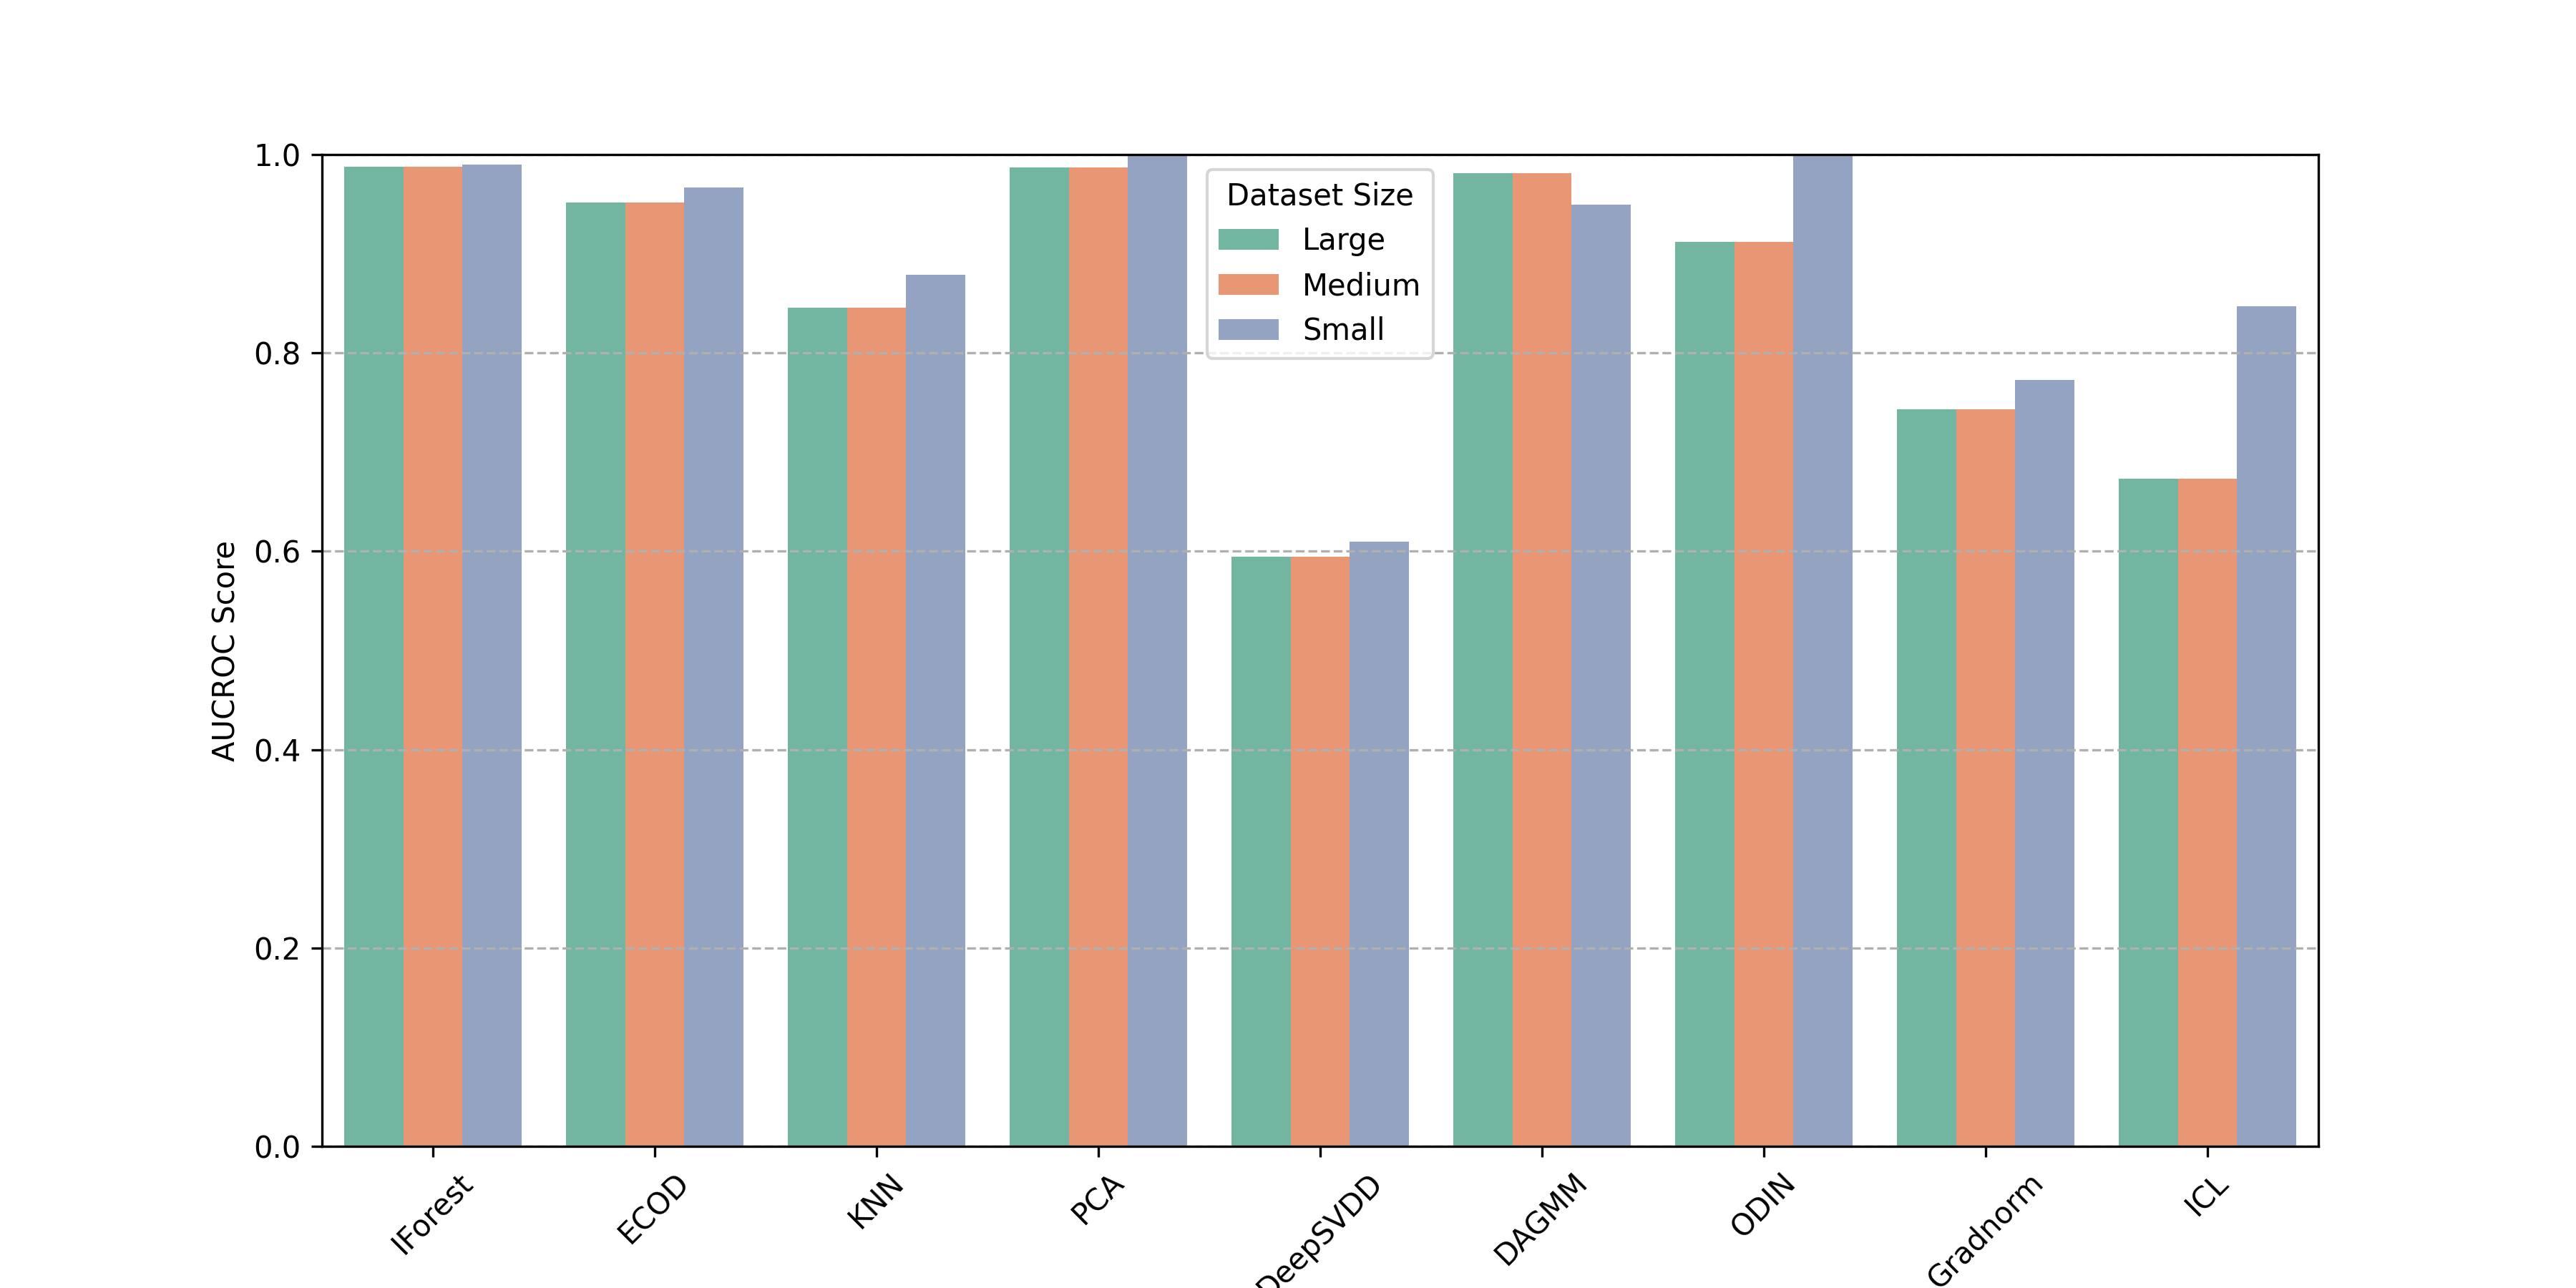 1.0
0.8
0.6
0.4
0.2
0.0
AUCROC Score
Dataset Size
Large
Medium
Small
IForest
ECOD
KNN
PCA
DeepSVDD
DAGMM
ODIN
Gradnorm
ICL